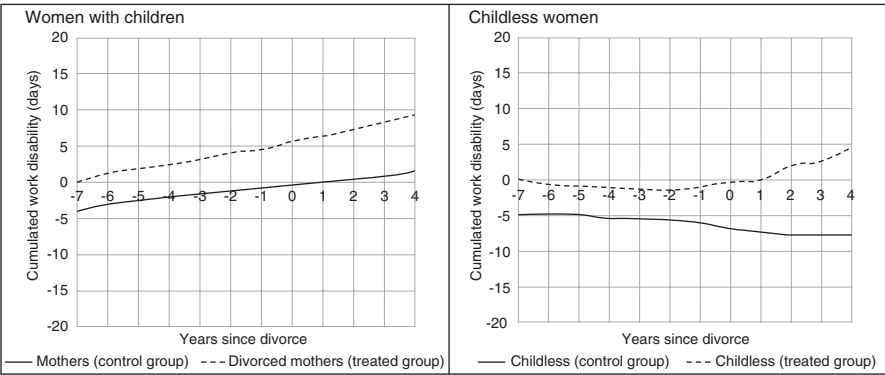 Women with children
20
15
10
5
0
-5
-10
-15
-20
-7 -6 -5 -4 -3 -2 -1 0 1 2 3 4
Cumulated work disability (days)
Years since divorce
Mothers (control group) Divorced mothers (treated group)
Childless women
20
15
10
5
0
-5
-10
-15
-20
-7 -6 -5 -4 -3 -2 -1 0 1 2 3 4
Cumulated work disability (days)
Years since divorce
Childless (control group) Childless (treated group)